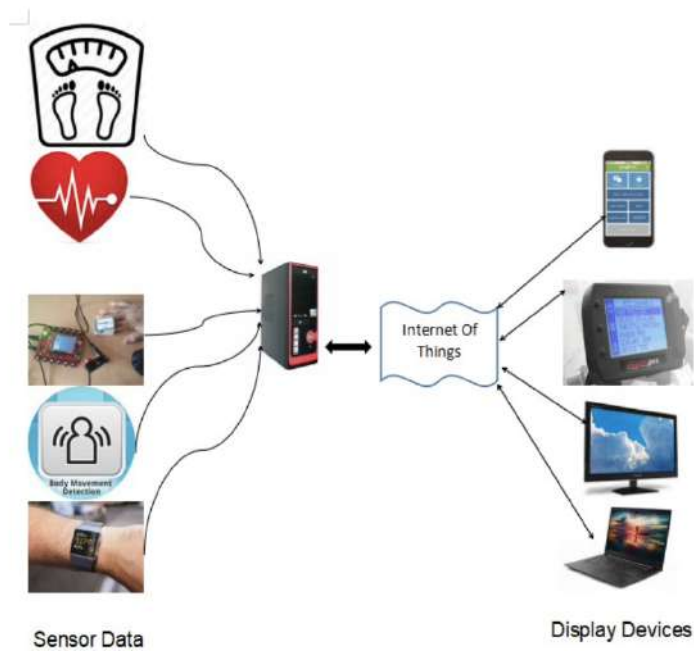 Body Movement
Detection
Internet Of
Things
Sensor Data
Display Devices